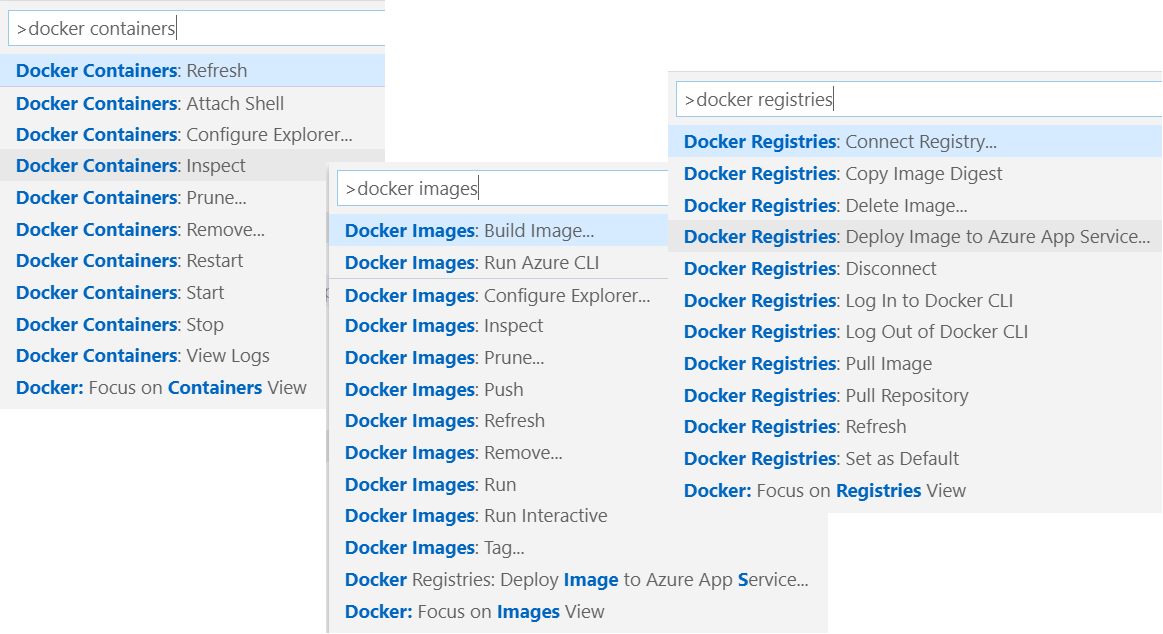 >docker containers
Docker Containers: Refresh
Docker Containers: Attach Shell
Docker Containers: Configure Explorer...
Docker Containers: Inspect
Docker Containers: Prune...
Docker Containers: Remove...
Docker Containers: Restart
Docker Containers: Start
Docker Containers: Stop
Docker Containers: View Logs
Docker: Focus on Containers View
>docker images
Docker Images: Build Image...
Docker Images: Run Azure CLI
Docker Images: Configure Explorer...
Docker Images: Inspect
Docker Images: Prune...
Docker Images: Push
Docker Images: Refresh
Docker Images: Remove...
Docker Images: Run
Docker Images: Run Interactive
Docker Images: Tag...
Docker Registries: Deploy Image to Azure App Service...
Docker: Focus on Images View
>docker registries
Docker Registries: Connect Registry...
Docker Registries: Copy Image Digest
Docker Registries: Delete Image...
Docker Registries: Deploy Image to Azure App Service...
Docker Registries: Disconnect
Docker Registries: Log In to Docker CLI
Docker Registries: Log Out of Docker CLI
Docker Registries: Pull Image
Docker Registries: Pull Repository
Docker Registries: Refresh
Docker Registries: Set as Default
Docker: Focus on Registries View